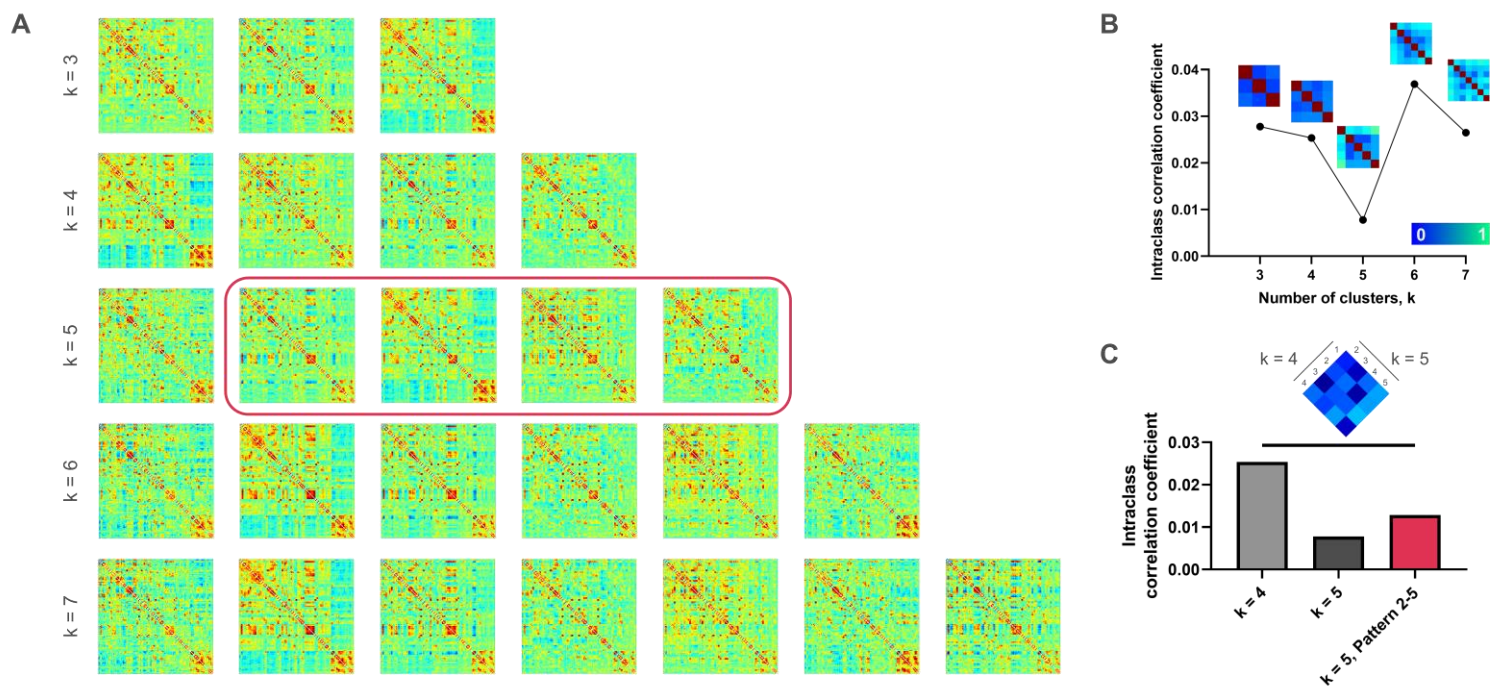 A
k = 3
k = 4
k = 5
k = 6
k = 7
B
Intraclass correlation coefficient
0.04
0.03
0.02
0.01
0.00
0 1
3 4 5 6 7
Number of clusters, k
C
k = 4
1
2
3
4
2
3
4
5
k = 5
Intraclass
correlation coefficient
0.03
0.02
0.01
0.00
k = 4
k = 5
k = 5, Pattern 2-5